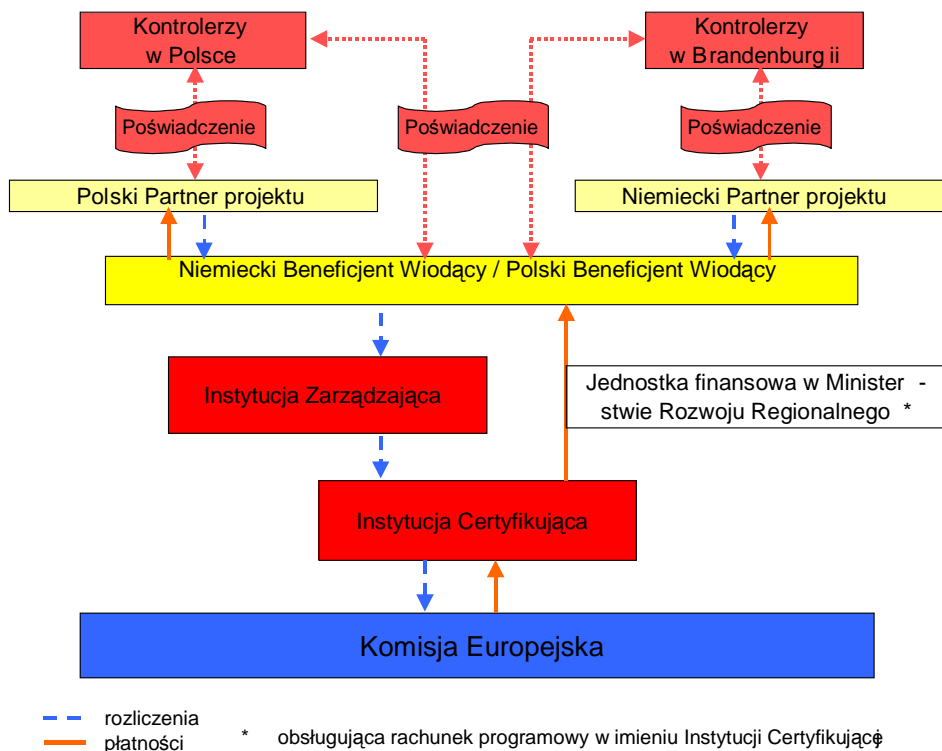 Kontrolerzy
w Polsce
Kontrolerzy
w Brandenburg ii
Poświadczenie
Poświadczenie
Poświadczenie
Polski Partner projektu
Niemiecki Partner projektu
Niemiecki Beneficjent Wiodący / Polski Beneficjent Wiodący
Instytucja Zarządzająca
Jednostka finansowa w Minister -
stwie Rozwoju Regionalnego *
Instytucja Certyfikująca
Komisja Europejska
rozliczenia
płatności
* obsługująca rachunek programowy w imieniu Instytucji Certyfikującej